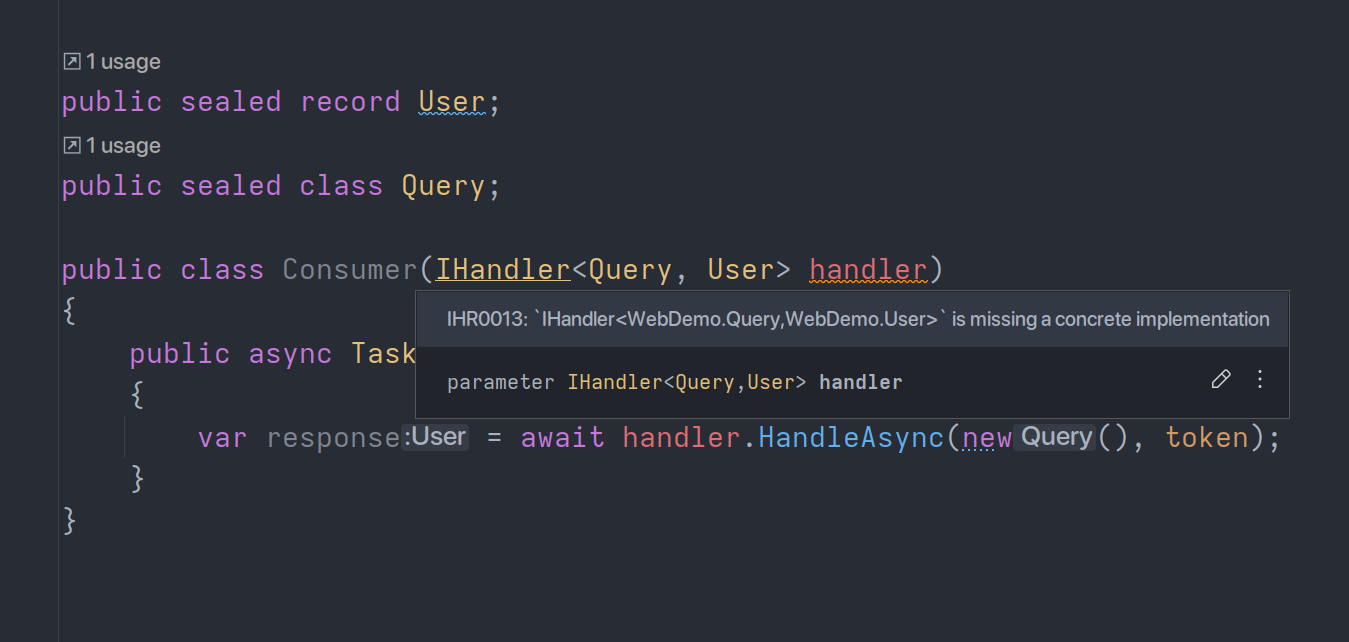 1 usage
public sealed record User;
1 usage
public sealed class Query;
public class Consumer(IHandler<Query, User> handler)
{
IHR0013: `IHandler<WebDemo.Query,WebDemo.User>` is missing a concrete implementation
public async Task
parameter IHandler<Query,User> handler
{
var response :User = await handler.HandleAsync(new Query(), token);
}
}